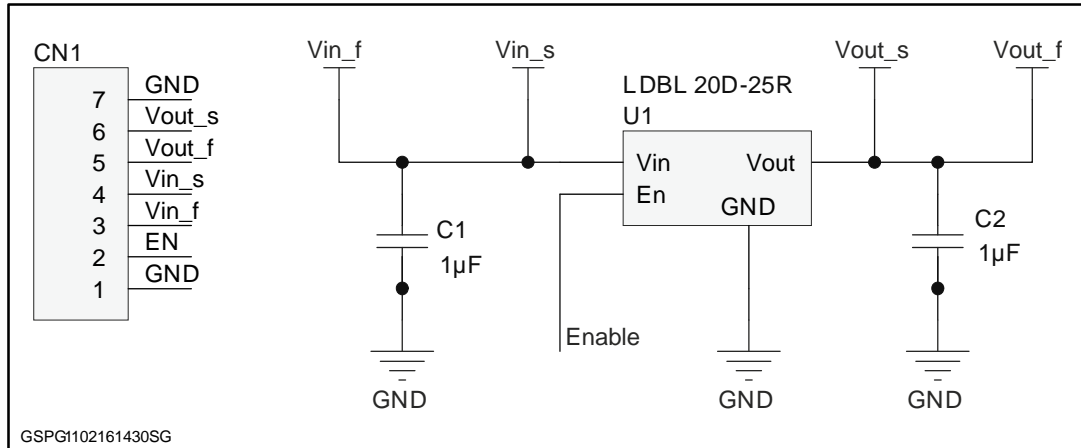 CN1
7 GND
6 Vout_s
5 Vout_f
4 Vin_s
3 Vin_f
2 EN
1 GND
Vin_f
Vin_s
Vout_s
Vout_f
LDBL 20D-25R
U1
Vin
Vout
En
GND
C1
1µF
C2
1µF
Enable
GND
GND
GND
GSPG1102161430SG